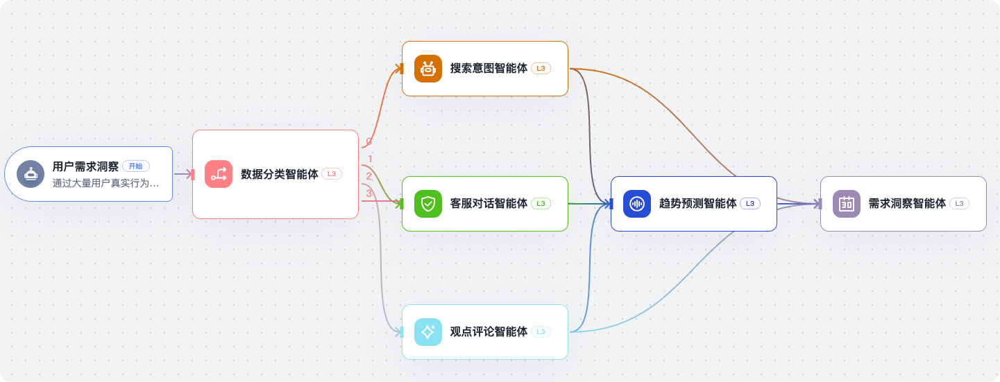 搜索意图智能体 L3
用户需求洞察 开始
通过大量用户真实行为...
数据分类智能体 L3
0
1
2
3
客服对话智能体 L3
趋势预测智能体 L3
30
需求洞察智能体 L3
观点评论智能体 L3